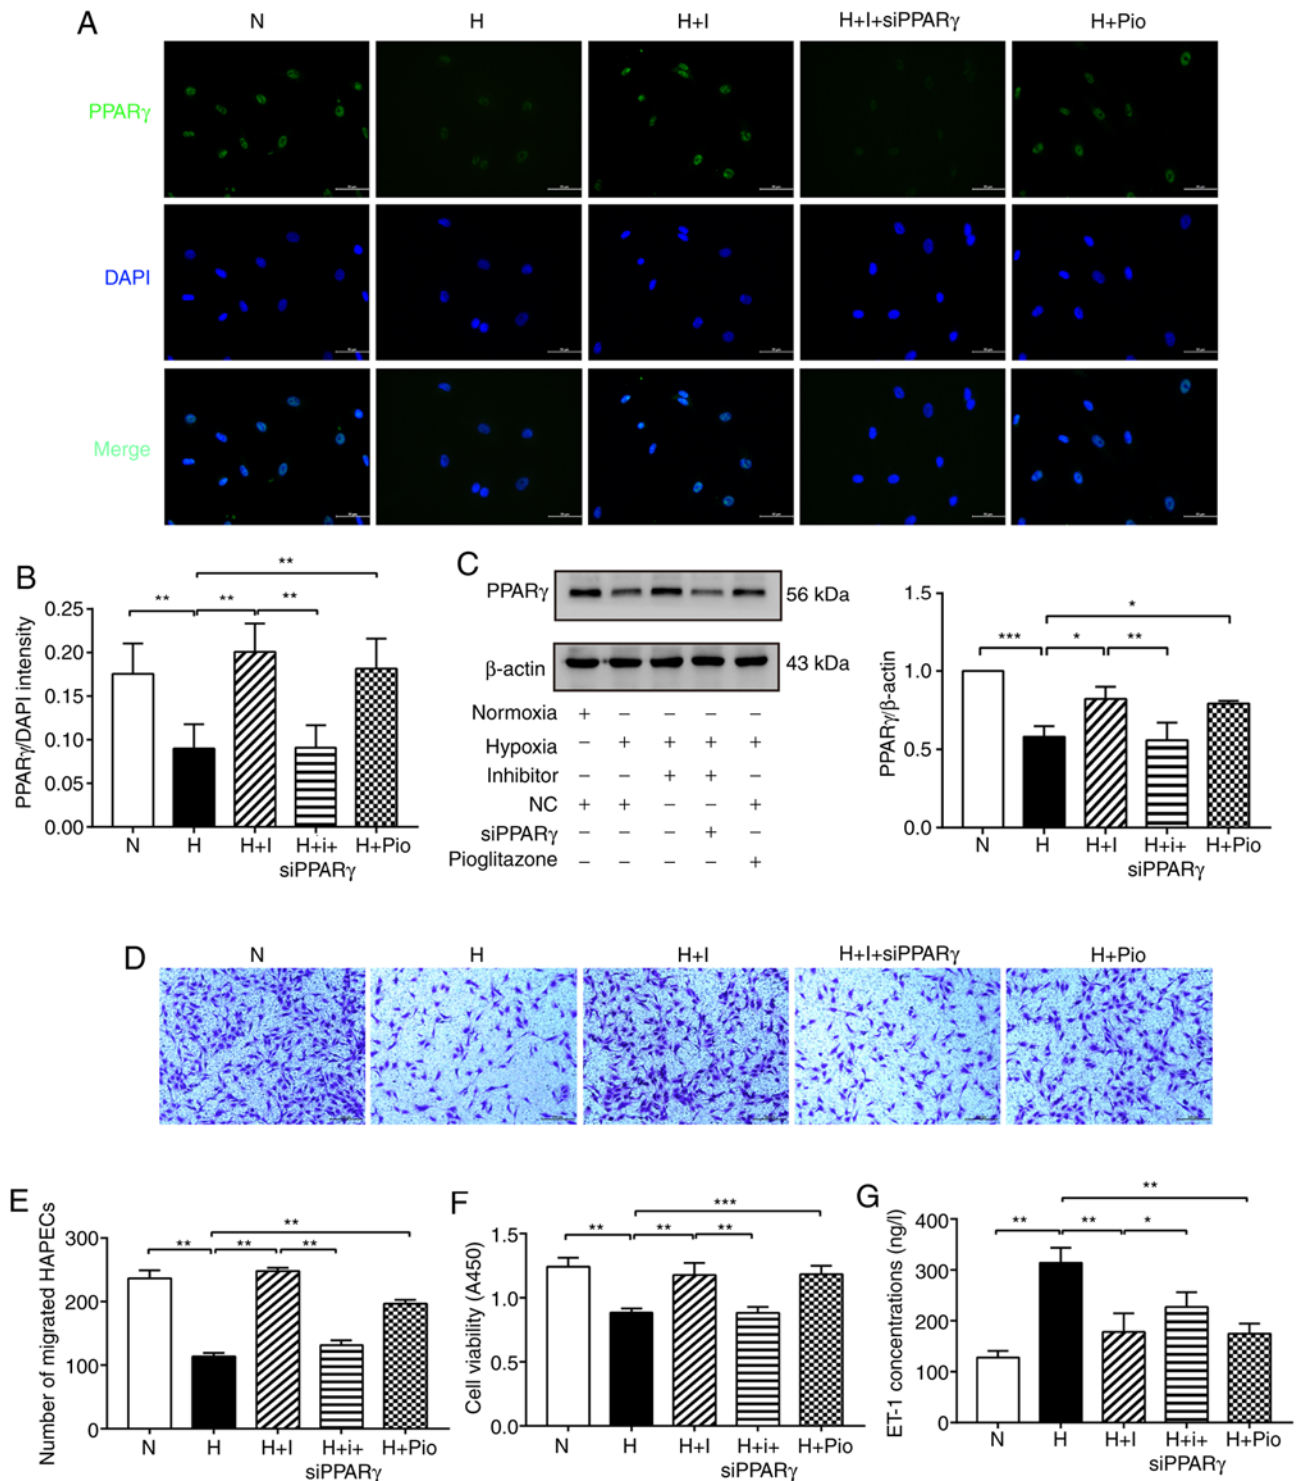 A
N H H+I H+I+siPPARγ H+Pio
PPARγ
DAPI
Merge
B
PPARγ/DAPI intensity
0.25
0.20
0.15
0.10
0.05
0.00
** ** ** **
N H H+I H+i+ H+Pio
siPPARγ
C
PPARγ 56 kDa
β-actin 43 kDa
Normoxia + − − − −
Hypoxia − + + + +
Inhibitor − − + + −
NC + + − − +
siPPARγ − − − + −
Pioglitazone − − − − +
PPARγ/β-actin
1.5
1.0
0.5
0.0
*** * ** *
N H H+I H+i+ H+Pio
siPPARγ
D
N H H+I H+I+siPPARγ H+Pio
E
Number of migrated HAPECs
300
200
100
0
** ** ** **
N H H+I H+i+ H+Pio
siPPARγ
F
Cell viability (A450)
1.5
1.0
0.5
0.0
** ** ** ***
N H H+I H+i+ H+Pio
siPPARγ
G
ET-1 concentrations (ng/l)
400
300
200
100
0
** ** * **
N H H+I H+i+ H+Pio
siPPARγ